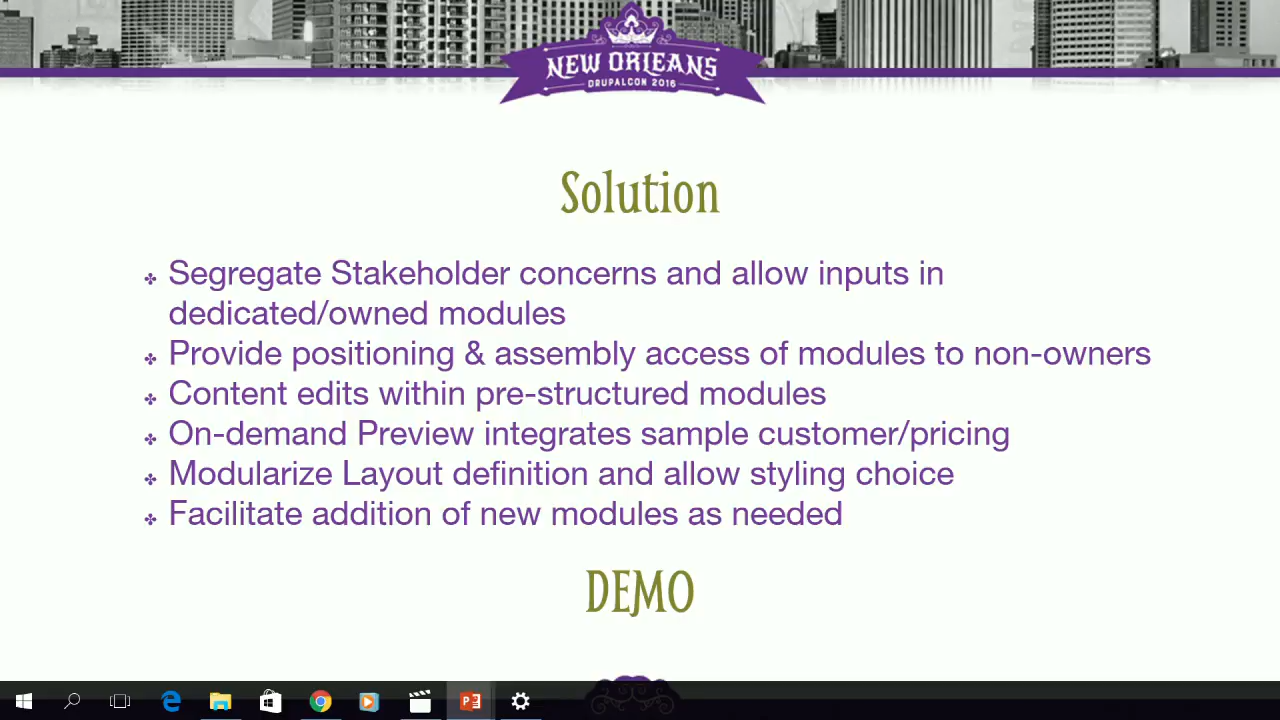 NEW ORLEANS
DRUPALCON 2016
Solution
Segregate Stakeholder concerns and allow inputs in
dedicated/owned modules
Provide positioning & assembly access of modules to non-owners
Content edits within pre-structured modules
On-demand Preview integrates sample customer/pricing
Modularize Layout definition and allow styling choice
Facilitate addition of new modules as needed
DEMO